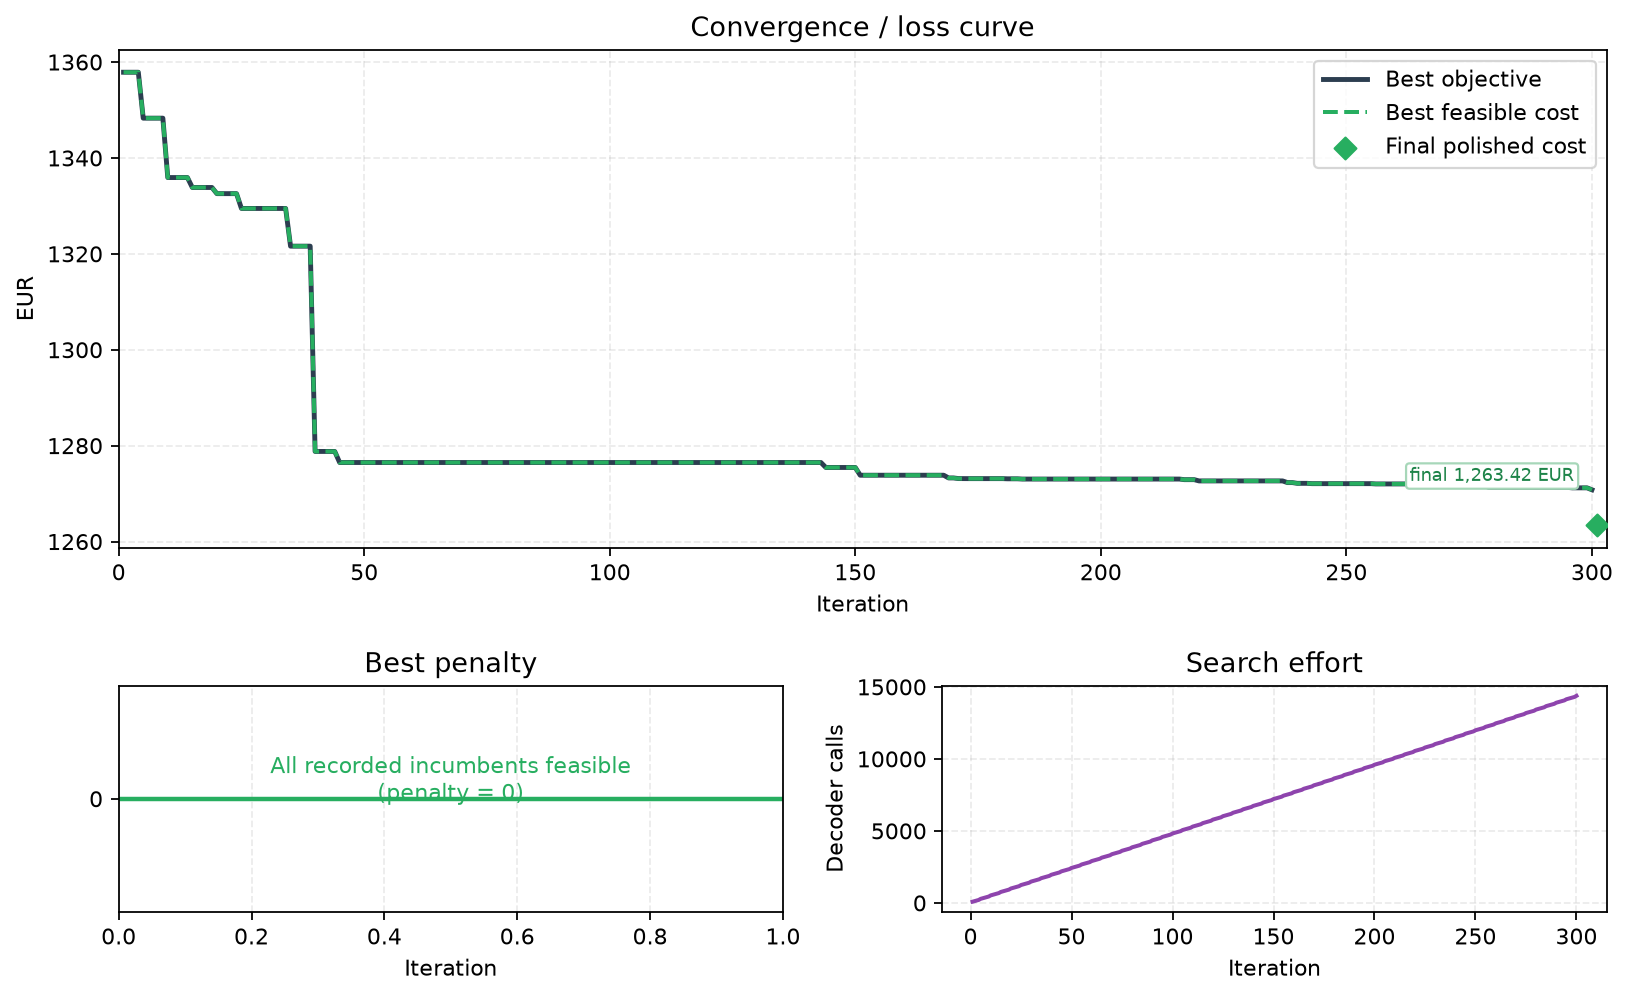 Convergence / loss curve
1360
1340
1320
1300
1280
1260
EUR
Best objective
Best feasible cost
Final polished cost
final 1,263.42 EUR
0 50 100 150 200 250 300
Iteration
Best penalty
All recorded incumbents feasible
(penalty = 0)
0
0.0 0.2 0.4 0.6 0.8 1.0
Iteration
Search effort
15000
10000
5000
0
Decoder calls
0 50 100 150 200 250 300
Iteration